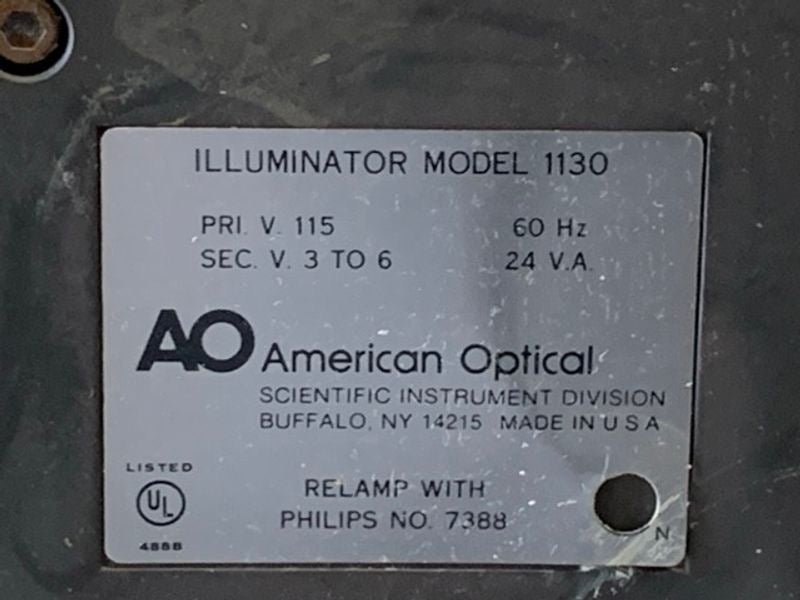 ILLUMINATOR MODEL 1130
PRI. V. 115 60 Hz
SEC. V. 3 TO 6 24 V.A.
AO American Optical
SCIENTIFIC INSTRUMENT DIVISION
BUFFALO, NY 14215 MADE IN U S A
LISTED
UL
488B
RELAMP WITH
PHILIPS NO. 7388
N